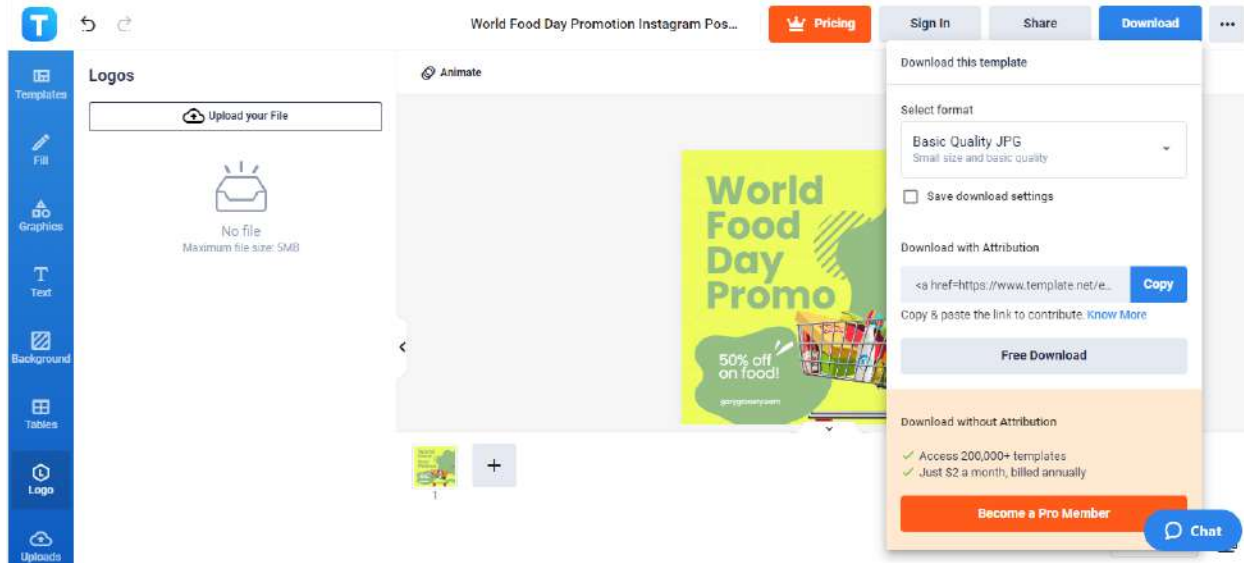 T
World Food Day Promotion Instagram Pos...
Pricing
Sign In
Share
Download
Templates
Fill
Graphics
Text
Background
Tables
Logo
Uploads
Logos
Upload your File
No file
Maximum file size: 5MB
Animate
World
Food
Day
Promo
50% off
on food!
1
+
Download this template
Select format
Basic Quality JPG
Small size and basic quality
Save download settings
Download with Attribution
<a href=https://www.template.net/e...
Copy
Copy & paste the link to contribute. Know More
Free Download
Download without Attribution
Access 200,000+ templates
Just $2 a month, billed annually
Become a Pro Member
Chat